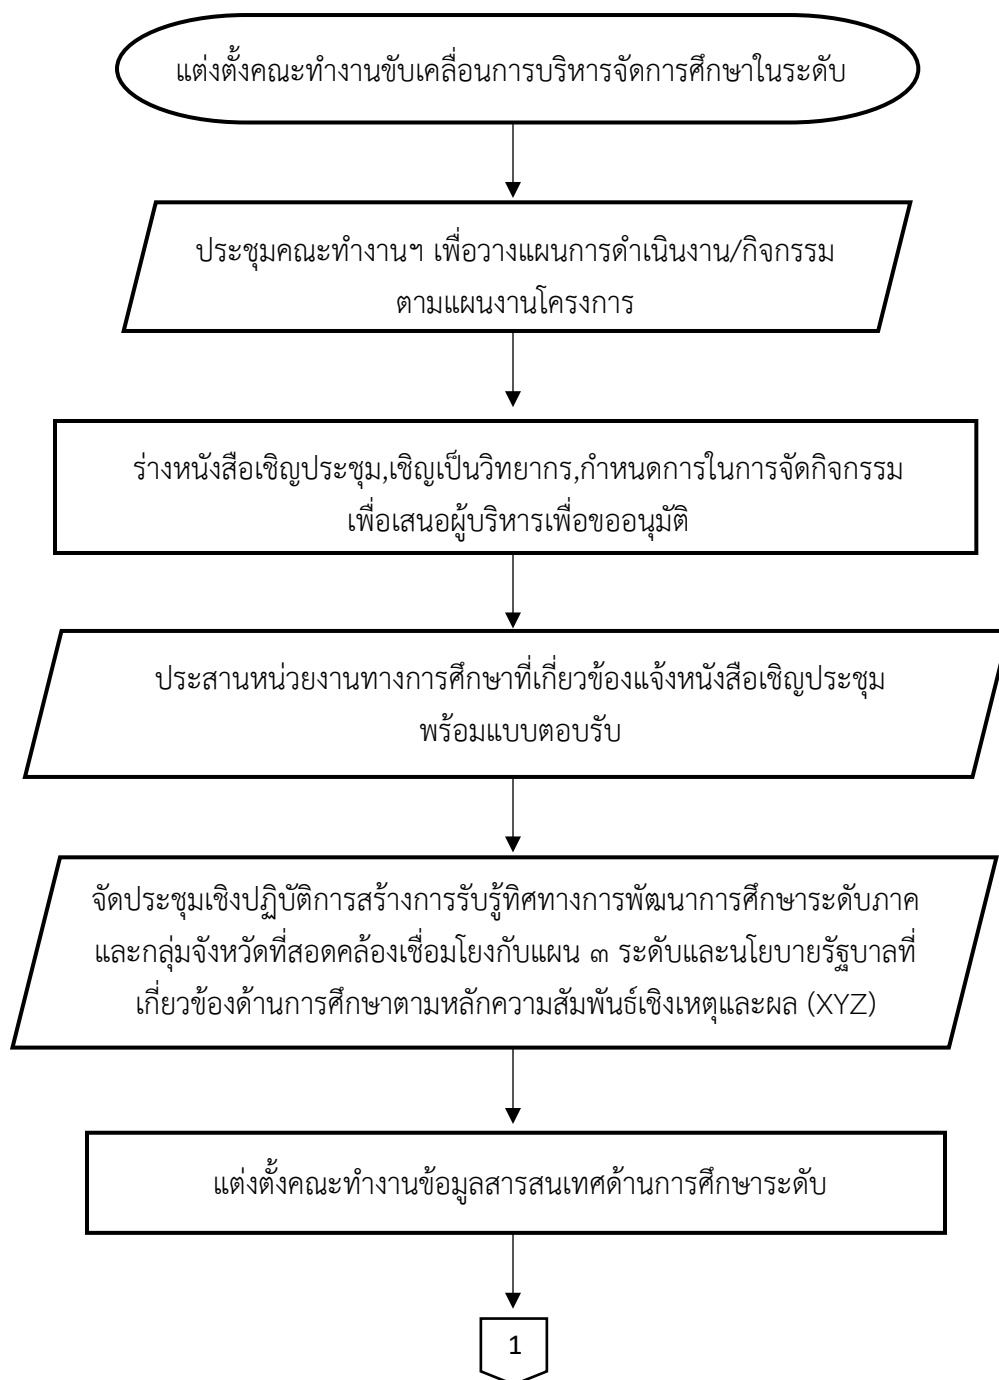 แต่งตั้งคณะทำงานขับเคลื่อนการบริหารจัดการศึกษาในระดับ
ประชุมคณะทำงานฯ เพื่อวางแผนการดำเนินงาน/กิจกรรม
ตามแผนงานโครงการ
ร่างหนังสือเชิญประชุม,เชิญเป็นวิทยากร,กำหนดการในการจัดกิจกรรม
เพื่อเสนอผู้บริหารเพื่อขออนุมัติ
ประสานหน่วยงานทางการศึกษาที่เกี่ยวข้องแจ้งหนังสือเชิญประชุม
พร้อมแบบตอบรับ
จัดประชุมเชิงปฏิบัติการสร้างการรับรู้ทิศทางการพัฒนาการศึกษาระดับภาค
และกลุ่มจังหวัดที่สอดคล้องเชื่อมโยงกับแผน ๓ ระดับและนโยบายรัฐบาลที่
เกี่ยวข้องด้านการศึกษาตามหลักความสัมพันธ์เชิงเหตุและผล (XYZ)
แต่งตั้งคณะทำงานข้อมูลสารสนเทศด้านการศึกษาระดับ
1